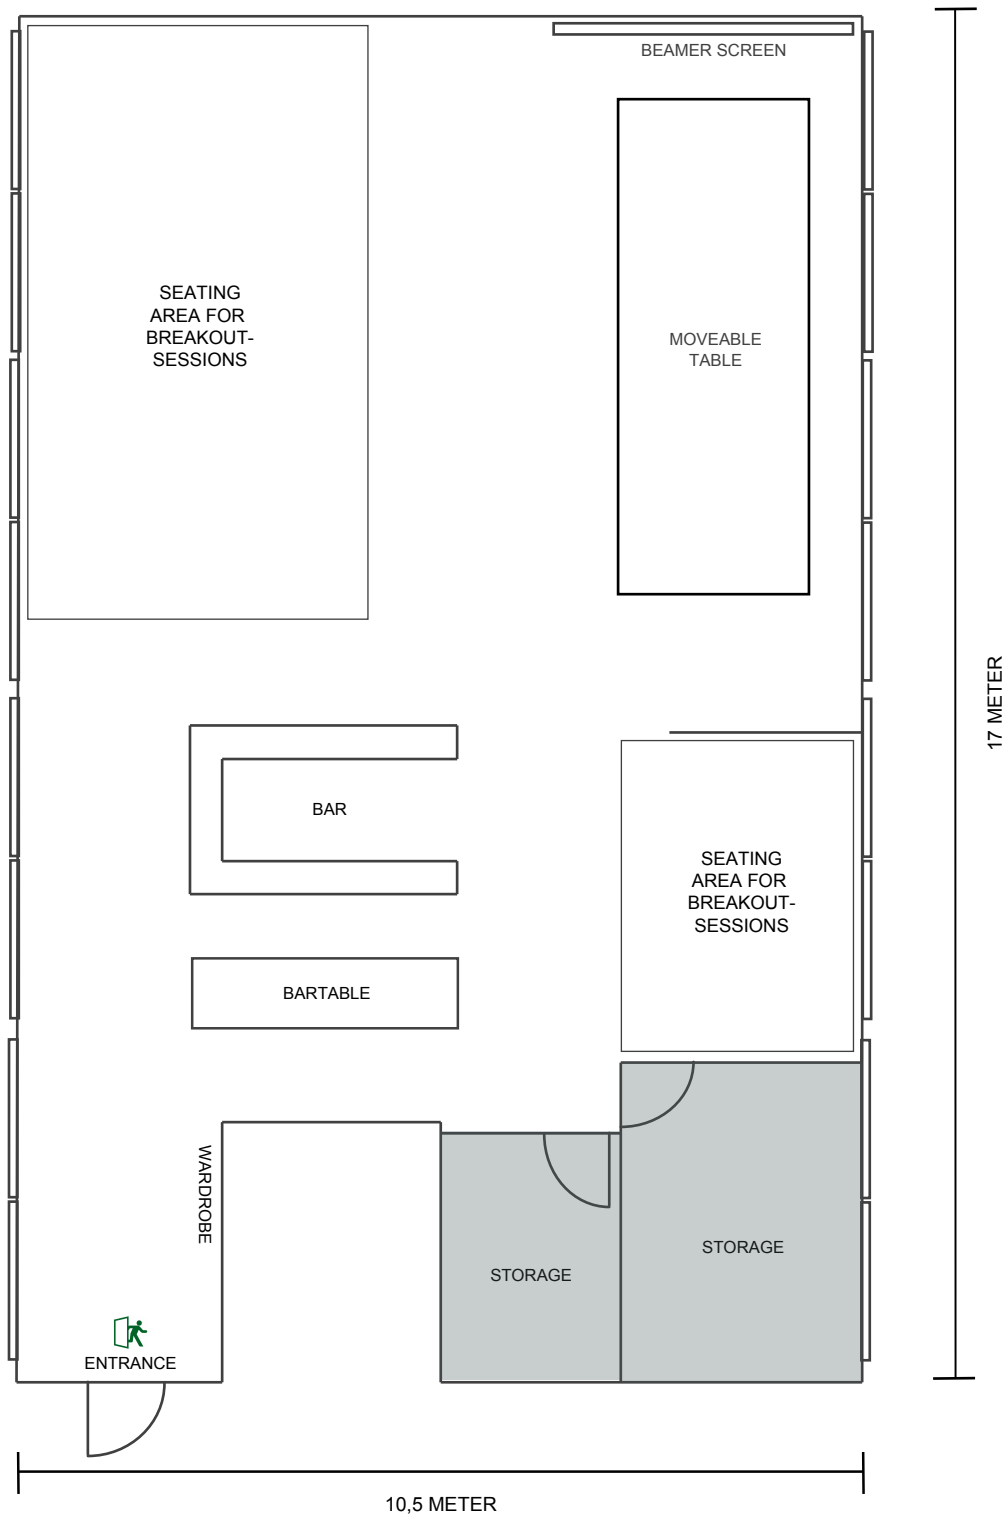 BEAMER SCREEN
SEATING
AREA FOR
BREAKOUT-
SESSIONS
MOVEABLE
TABLE
17 METER
BAR
SEATING
AREA FOR
BREAKOUT-
SESSIONS
BARTABLE
WARDROBE
STORAGE
STORAGE
ENTRANCE
10,5 METER